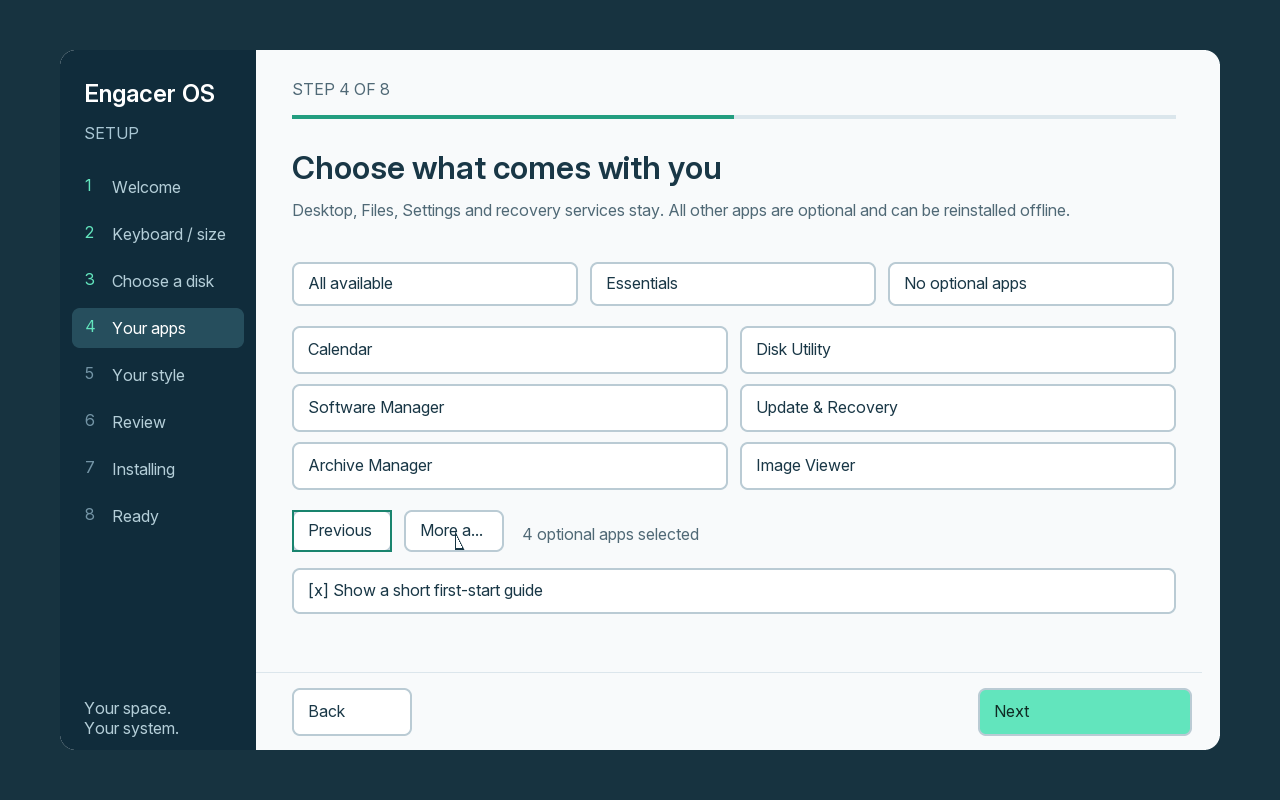 Engacer OS
SETUP
1 Welcome
2 Keyboard / size
3 Choose a disk
4 Your apps
5 Your style
6 Review
7 Installing
8 Ready
Your space.
Your system.
STEP 4 OF 8
Choose what comes with you
Desktop, Files, Settings and recovery services stay. All other apps are optional and can be reinstalled offline.
All available
Essentials
No optional apps
Calendar
Disk Utility
Software Manager
Update & Recovery
Archive Manager
Image Viewer
Previous
More a...
4 optional apps selected
[x] Show a short first-start guide
Back
Next